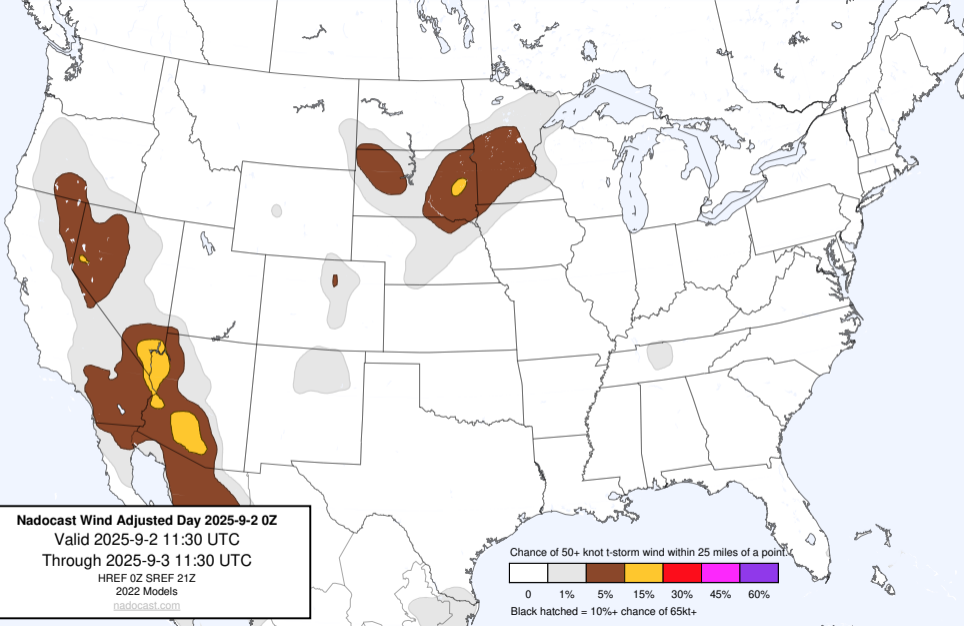 Nadocast Wind Adjusted Day 2025-9-2 0Z
Valid 2025-9-2 11:30 UTC
Through 2025-9-3 11:30 UTC
HREF 0Z SREF 21Z
2022 Models
nadocast.com
Chance of 50+ knot t-storm wind within 25 miles of a point.
0 1% 5% 15% 30% 45% 60%
Black hatched = 10%+ chance of 65kt+